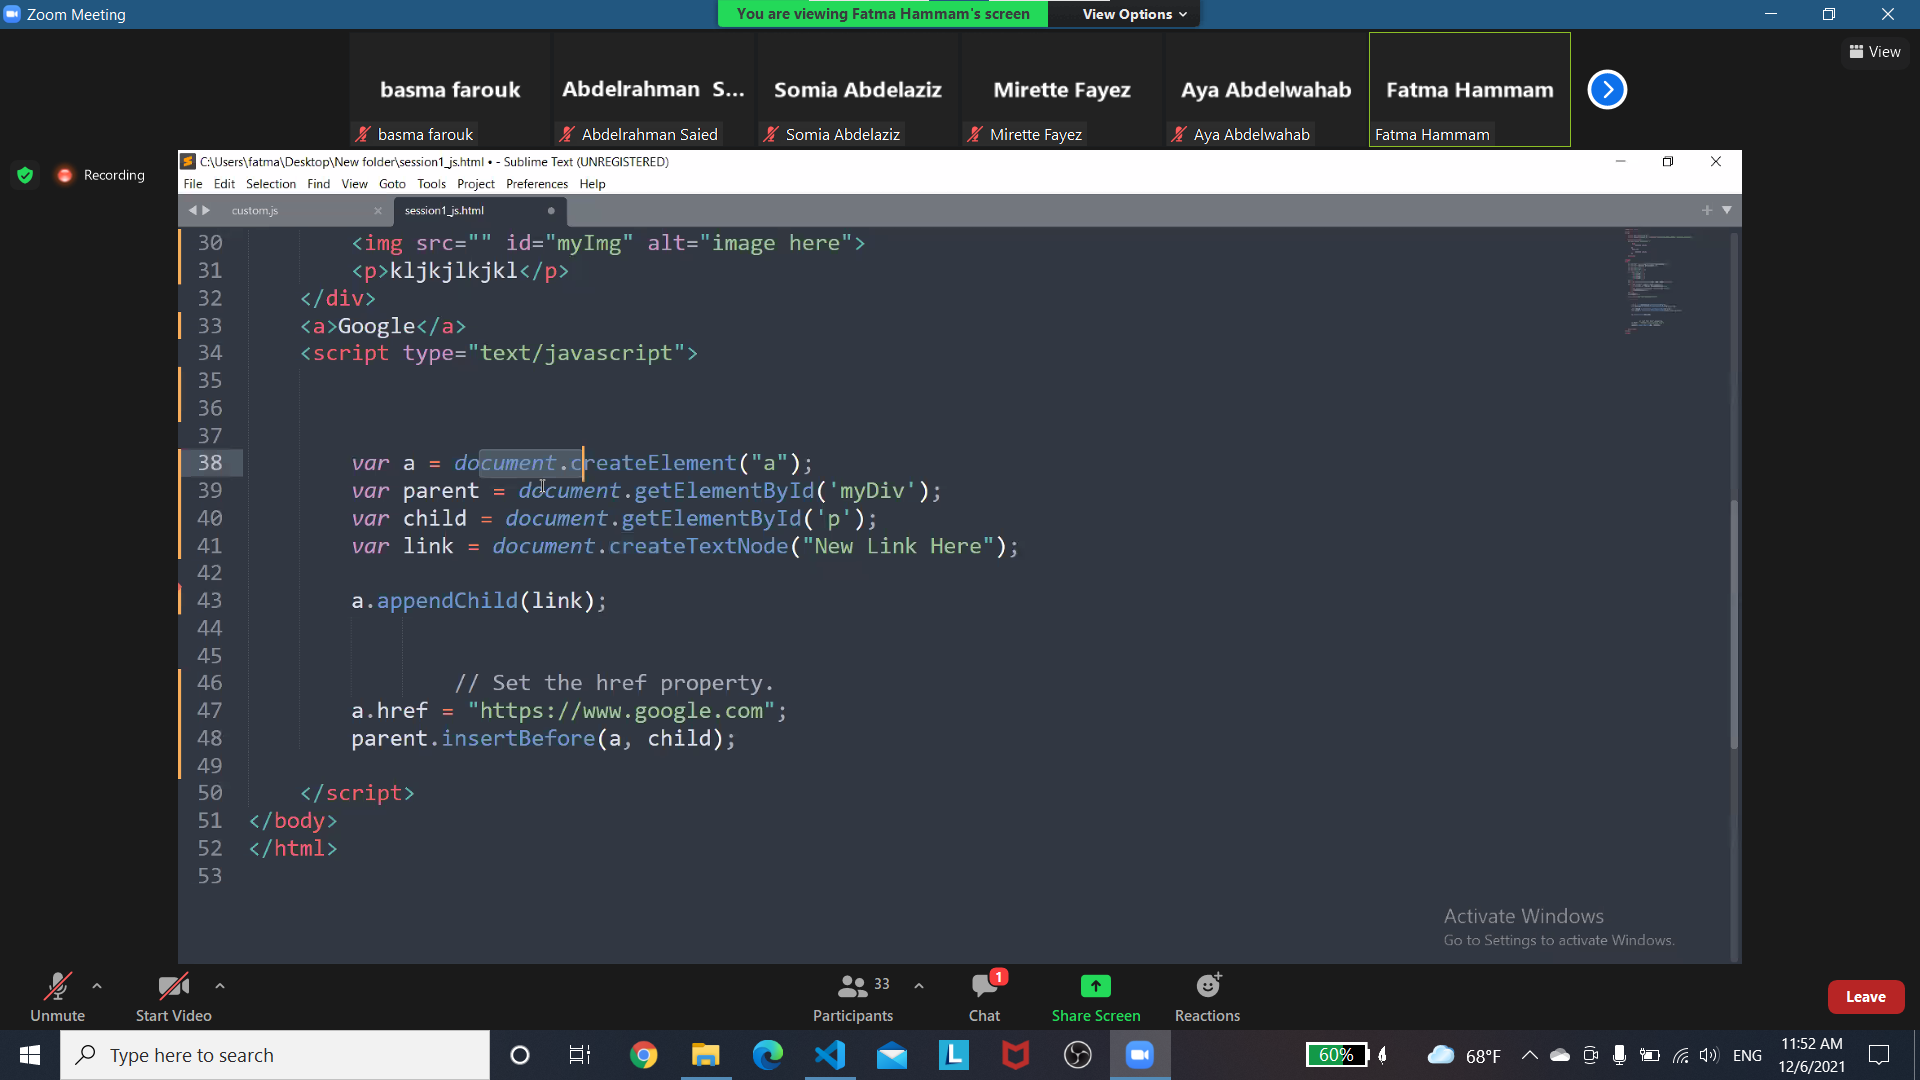 Zoom Meeting
You are viewing Fatma Hammam's screen
View Options
View
basma farouk
Abdelrahman S...
Somia Abdelaziz
Mirette Fayez
Aya Abdelwahab
Fatma Hammam
basma farouk
Abdelrahman Saied
Somia Abdelaziz
Mirette Fayez
Aya Abdelwahab
Fatma Hammam
Recording
C:\Users\fatma\Desktop\New folder\session1_js.html • - Sublime Text (UNREGISTERED)
File Edit Selection Find View Goto Tools Project Preferences Help
custom.js
session1_js.html
30 <img src="" id="myImg" alt="image here">
31 <p>kljkjlkjkl</p>
32 </div>
33 <a>Google</a>
34 <script type="text/javascript">
35
36
37
38 var a = document.createElement("a");
39 var parent = document.getElementById('myDiv');
40 var child = document.getElementById('p');
41 var link = document.createTextNode("New Link Here");
42
43 a.appendChild(link);
44
45
46 // Set the href property.
47 a.href = "https://www.google.com";
48 parent.insertBefore(a, child);
49
50 </script>
51 </body>
52 </html>
53
Activate Windows
Go to Settings to activate Windows.
Unmute
Start Video
33
Participants
1
Chat
Share Screen
Reactions
Leave
Type here to search
L
60%
68°F
ENG
11:52 AM
12/6/2021